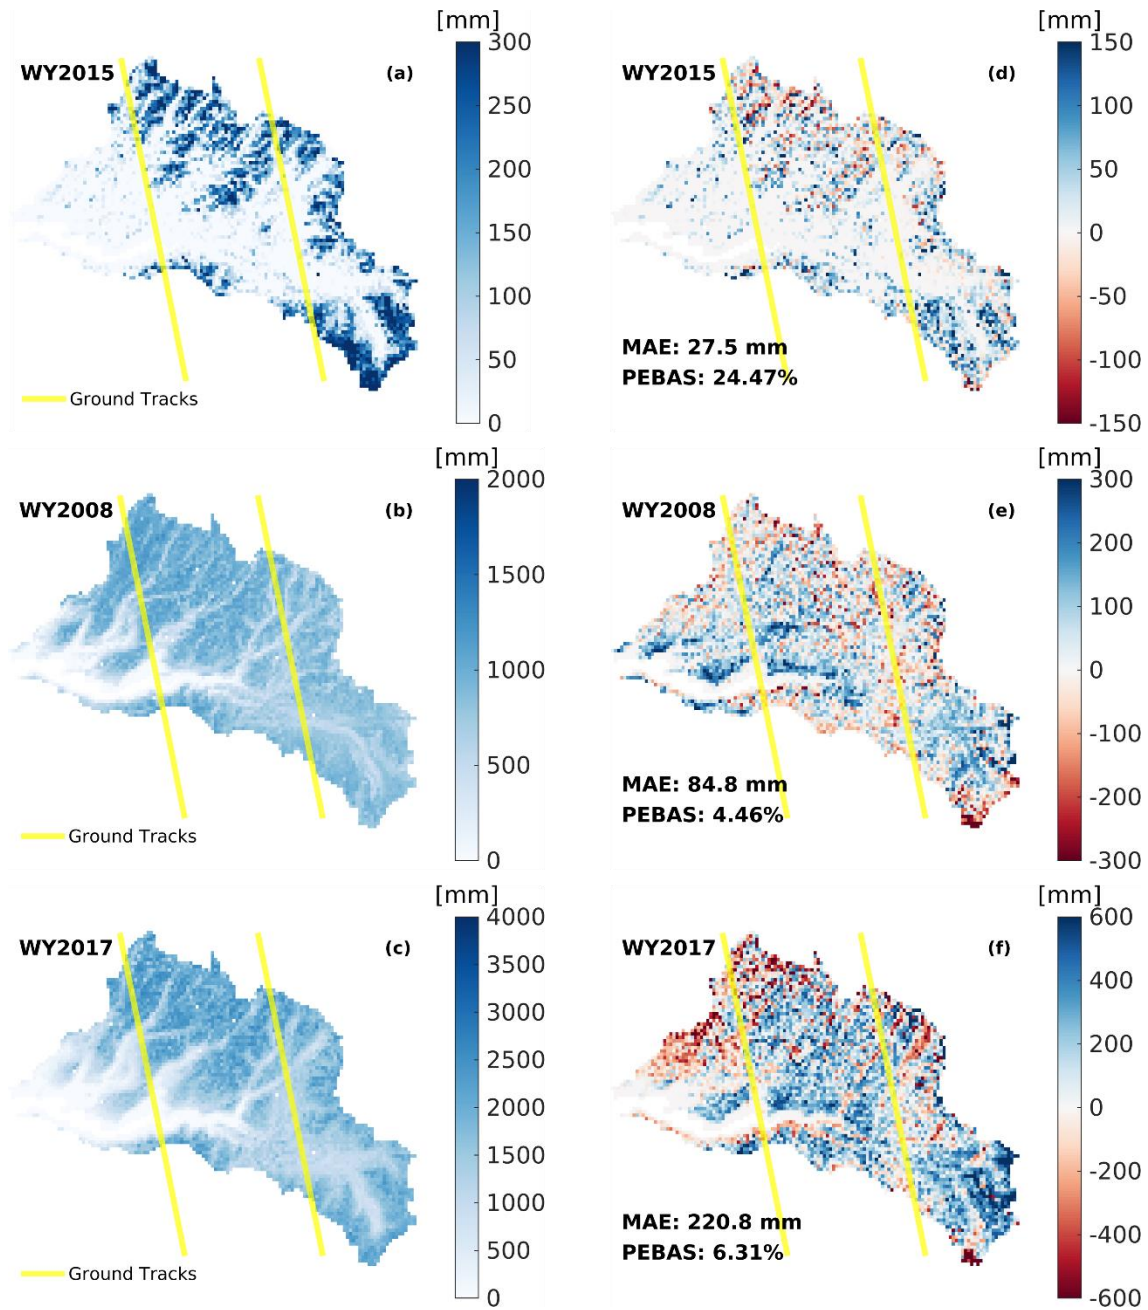 [mm]
WY2015
(a)
300
250
200
150
100
50
0
Ground Tracks
[mm]
WY2015
(d)
150
100
50
0
-50
-100
-150
MAE: 27.5 mm
PEBAS: 24.47%
[mm]
WY2008
(b)
2000
1500
1000
500
0
Ground Tracks
[mm]
WY2008
(e)
300
200
100
0
-100
-200
-300
MAE: 84.8 mm
PEBAS: 4.46%
[mm]
WY2017
(c)
4000
3500
3000
2500
2000
1500
1000
500
0
Ground Tracks
[mm]
WY2017
(f)
600
400
200
0
-200
-400
-600
MAE: 220.8 mm
PEBAS: 6.31%